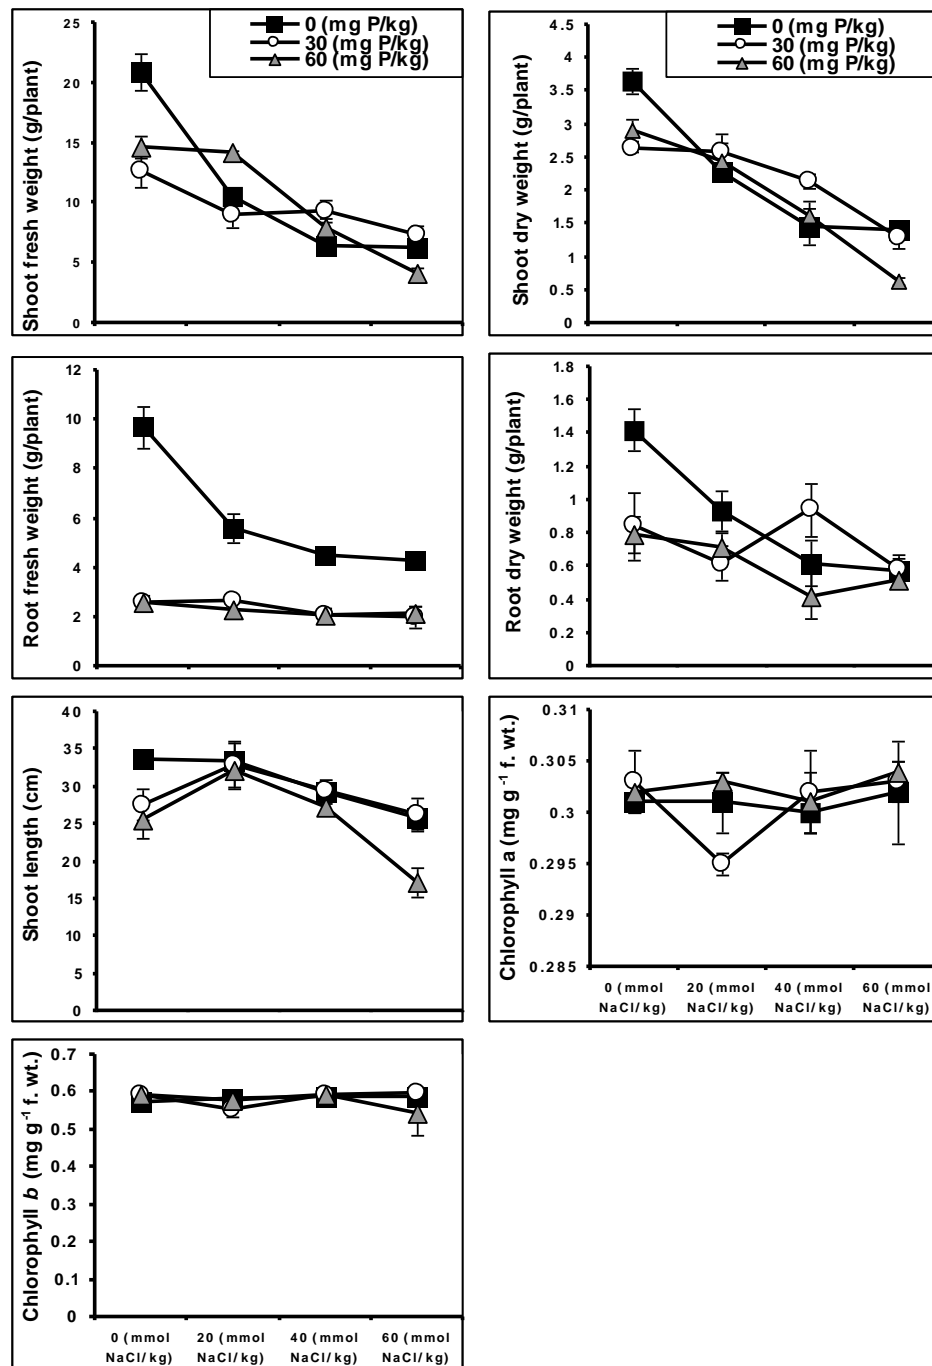 0 (mg P/kg)
30 (mg P/kg)
60 (mg P/kg)
Shoot fresh weight (g/plant)
25
20
15
10
5
0
0 (mg P/kg)
30 (mg P/kg)
60 (mg P/kg)
Shoot dry weight (g/plant)
4.5
4
3.5
3
2.5
2
1.5
1
0.5
0
Root fresh weight (g/plant)
12
10
8
6
4
2
0
Root dry weight (g/plant)
1.8
1.6
1.4
1.2
1
0.8
0.6
0.4
0.2
0
Shoot length (cm)
40
35
30
25
20
15
10
5
0
Chlorophyll a (mg g-1 f. wt.)
0.31
0.305
0.3
0.295
0.29
0.285
0 (mmol NaCl/kg)
20 (mmol NaCl/kg)
40 (mmol NaCl/kg)
60 (mmol NaCl/kg)
Chlorophyll b (mg g-1 f. wt.)
0.7
0.6
0.5
0.4
0.3
0.2
0.1
0
0 (mmol NaCl/kg)
20 (mmol NaCl/kg)
40 (mmol NaCl/kg)
60 (mmol NaCl/kg)